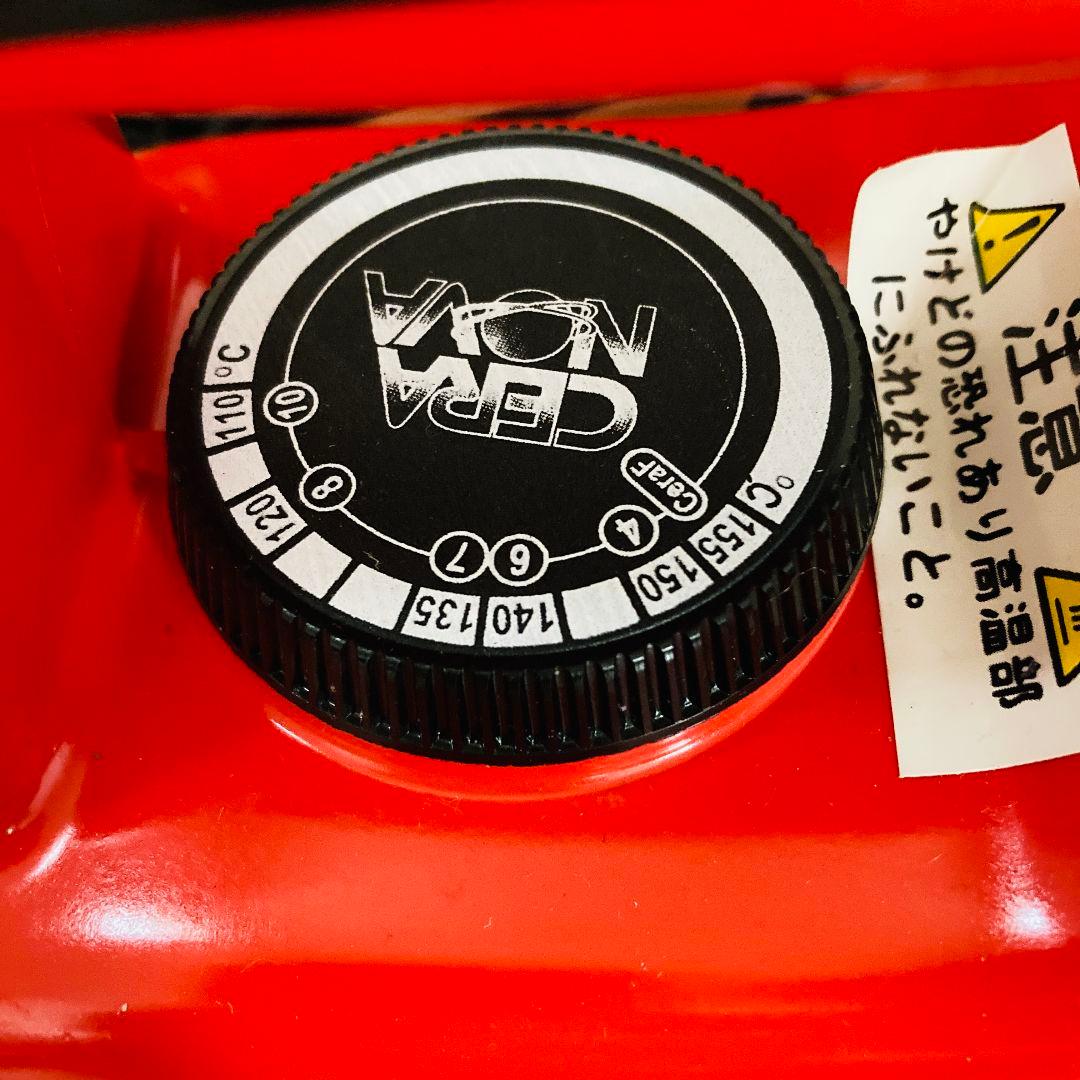 CERA
NOVA
CeraF
4
6
7
8
10
°C
155
150
140
135
120
110
°C
注意
やけどの恐れあり高温部
にふれないこと。